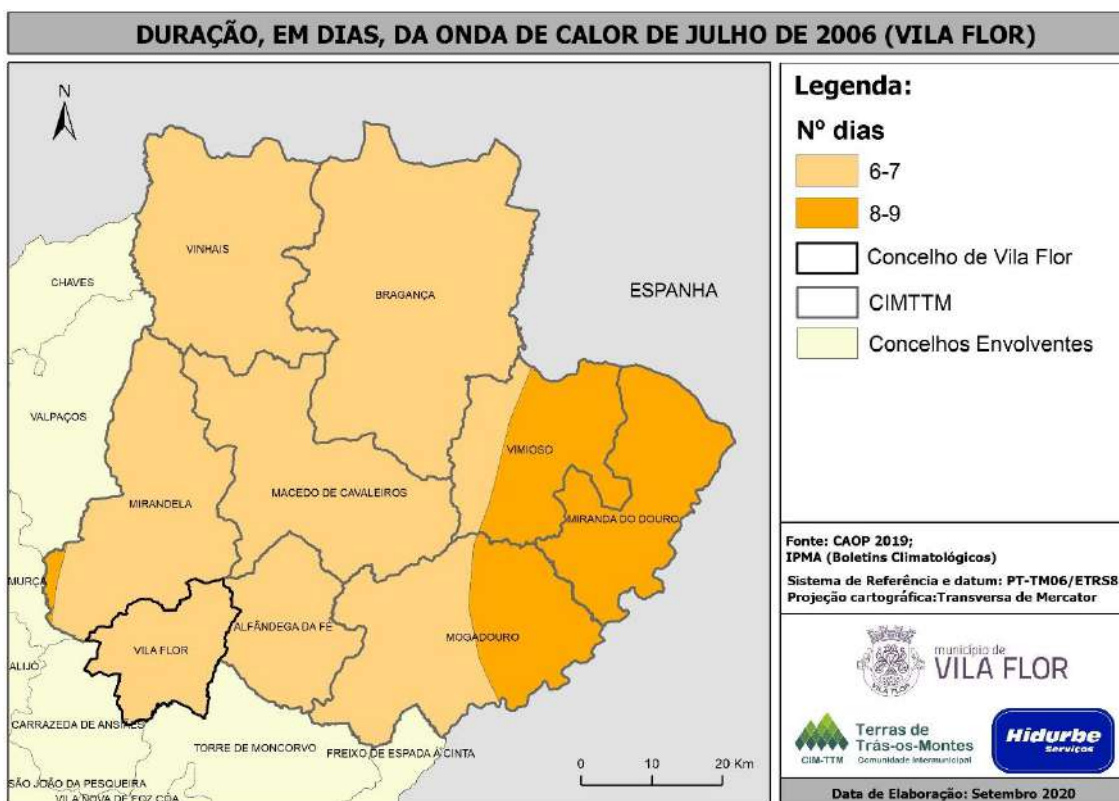 DURAÇÃO, EM DIAS, DA ONDA DE CALOR DE JULHO DE 2006 (VILA FLOR)
N
VINHAIS
BRAGANÇA
ESPANHA
CHAVES
VALPAÇOS
VIMIOSO
MACEDO DE CAVALEIROS
MIRANDELA
MIRANDA DO DOURO
MURÇA
ALFÂNDEGA DA FÉ
MOGADOURO
VILA FLOR
ALIJÓ
CARRAZEDA DE ANSIÃES
TORRE DE MONCORVO
FREIXO DE ESPADA À CINTA
SÃO JOÃO DA PESQUEIRA
VILA NOVA DE FOZ CÔA
0 10 20 Km
Legenda:
Nº dias
6-7
8-9
Concelho de Vila Flor
CIMTTM
Concelhos Envolventes
Fonte: CAOP 2019;
IPMA (Boletins Climatológicos)
Sistema de Referência e datum: PT-TM06/ETRS8
Projeção cartográfica:Transversa de Mercator
município de
VILA FLOR
VILA FLOR
Terras de
Trás-os-Montes
CIM-TTM Comunidade Intermunicipal
Hidurbe
Serviços
Data de Elaboração: Setembro 2020